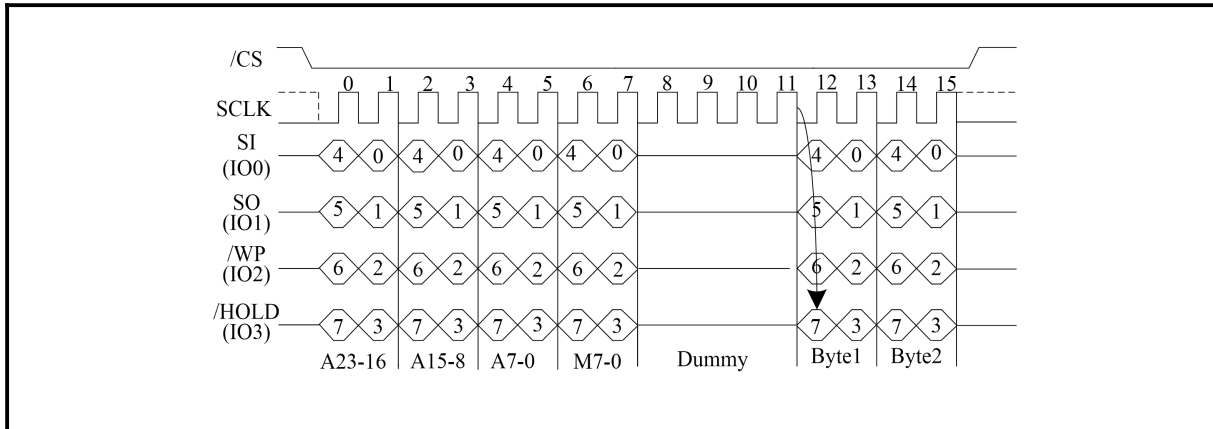 /CS
0 1 2 3 4 5 6 7 8 9 10 11 12 13 14 15
SCLK
SI
(IO0)
4 0 4 0 4 0 4 0 4 0 4 0
SO
(IO1)
5 1 5 1 5 1 5 1 5 1 5 1
/WP
(IO2)
6 2 6 2 6 2 6 2 6 2 6 2
/HOLD
(IO3)
7 3 7 3 7 3 7 3 7 3 7 3
A23-16 A15-8 A7-0 M7-0 Dummy Byte1 Byte2